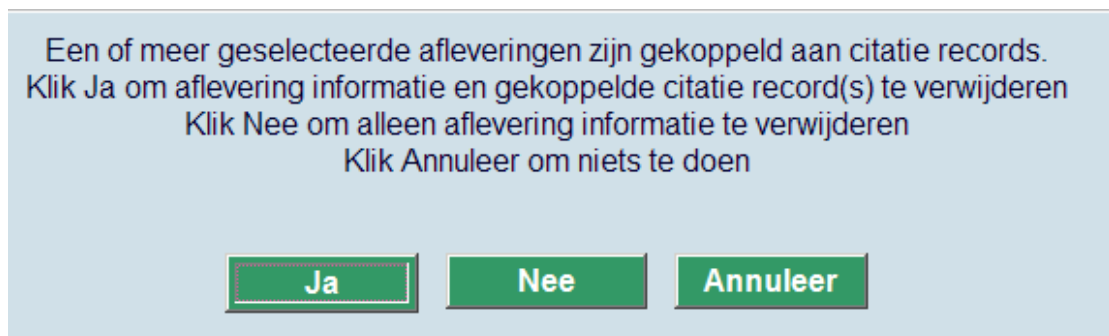 Een of meer geselecteerde afleveringen zijn gekoppeld aan citatie records.
Klik Ja om aflevering informatie en gekoppelde citatie record(s) te verwijderen
Klik Nee om alleen aflevering informatie te verwijderen
Klik Annuleer om niets te doen
Ja Nee Annuleer